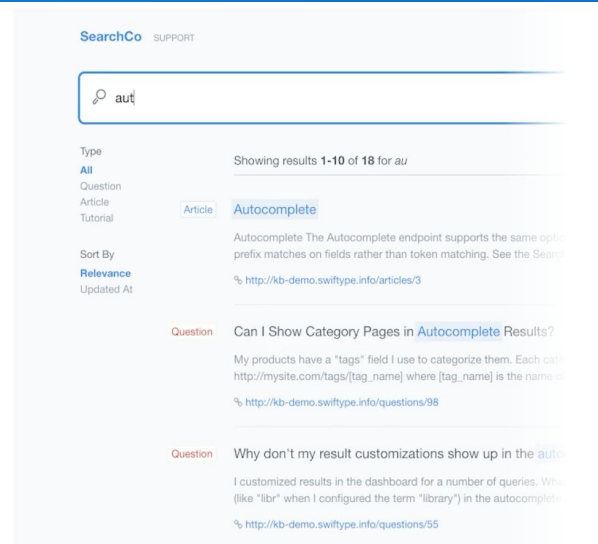 SearchCo SUPPORT
aut
Type
All
Question
Article
Tutorial
Sort By
Relevance
Updated At
Showing results 1-10 of 18 for au
Article Autocomplete
Autocomplete The Autocomplete endpoint supports the same
prefix matches on fields rather than token matching. See the
http://kb-demo.swiftype.info/articles/3
Question Can I Show Category Pages in Autocomplete Results?
My products have a "tags" field I use to categorize them. Each
http://mysite.com/tags/[tag_name] where [tag_name] is the name
http://kb-demo.swiftype.info/questions/98
Question Why don't my result customizations show up in the
I customized results in the dashboard for a number of queries.
(like "libr" when I configured the term "library") in the autocomplete
http://kb-demo.swiftype.info/questions/55